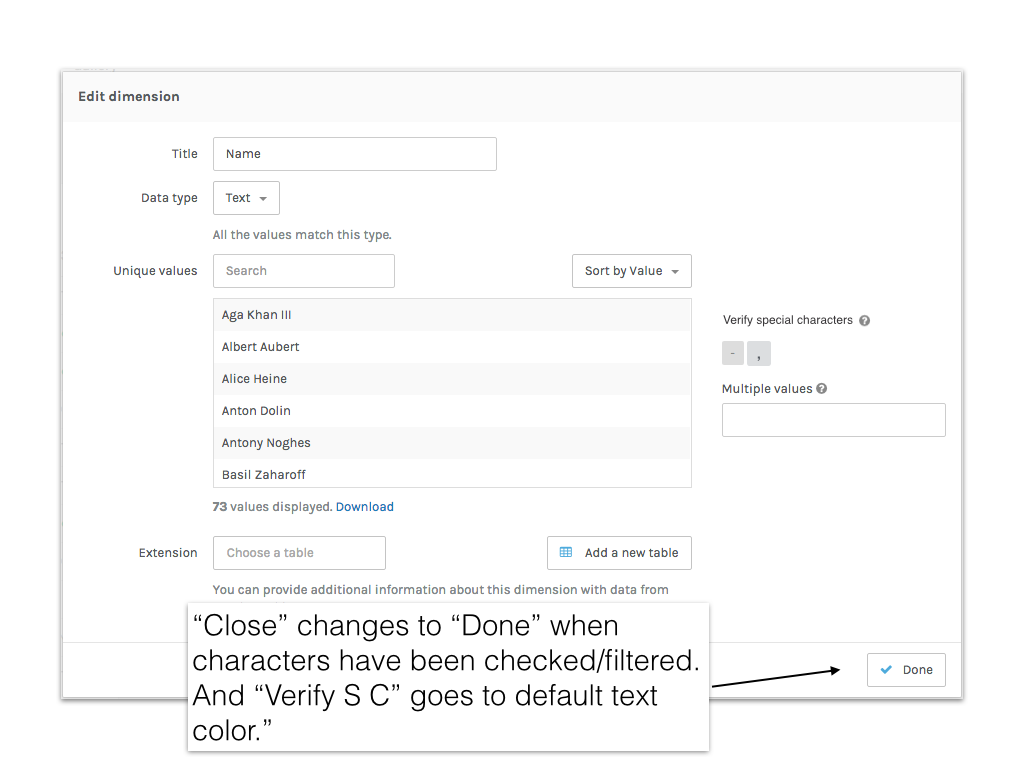 Edit dimension
Title
Name
Data type
Text
All the values match this type.
Unique values
Search
Sort by Value
Aga Khan III
Albert Aubert
Alice Heine
Anton Dolin
Antony Noghes
Basil Zaharoff
Verify special characters ?
- ,
Multiple values ?
73 values displayed. Download
Extension
Choose a table
Add a new table
You can provide additional information about this dimension with data from
“Close” changes to “Done” when
characters have been checked/filtered.
And “Verify S C” goes to default text
color.”
Done